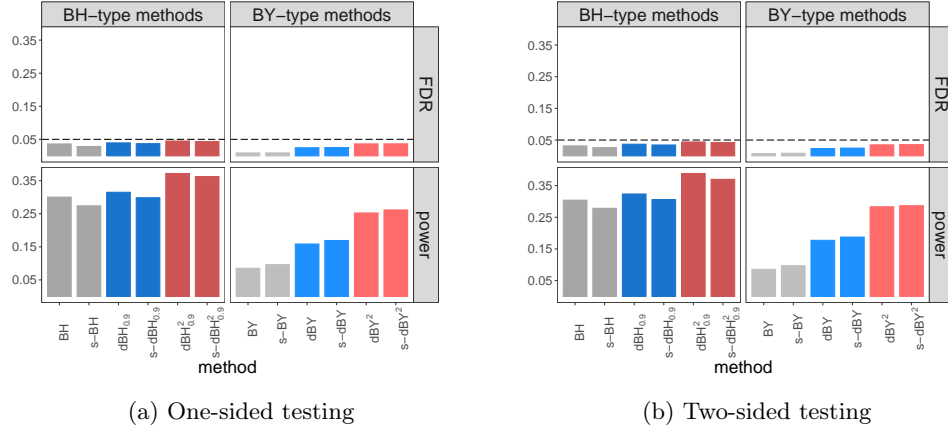 BH−type methods BY−type methods
0.35
0.25
0.15
0.05
FDR
0.35
0.25
0.15
0.05
power
BH s−BH dBH0.9 s−dBH0.9 dBH²0.9 s−dBH²0.9 BY s−BY dBY s−dBY dBY² s−dBY²
method
(a) One-sided testing
BH−type methods BY−type methods
0.35
0.25
0.15
0.05
FDR
0.35
0.25
0.15
0.05
power
BH s−BH dBH0.9 s−dBH0.9 dBH²0.9 s−dBH²0.9 BY s−BY dBY s−dBY dBY² s−dBY²
method
(b) Two-sided testing